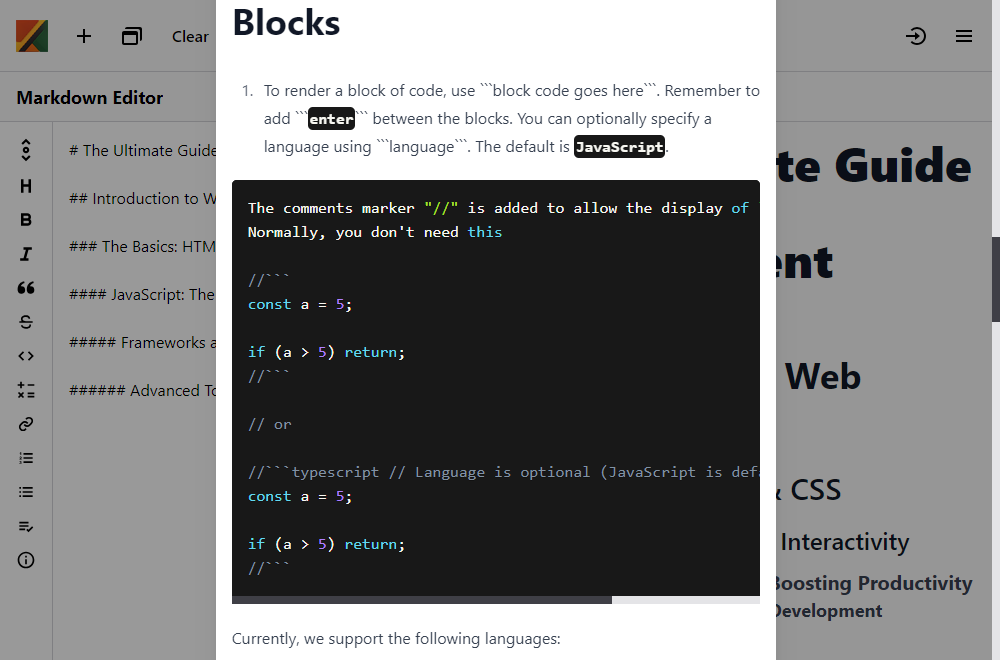 Clear
Markdown Editor
# The Ultimate Guide
## Introduction to W
### The Basics: HTM
#### JavaScript: The
##### Frameworks a
###### Advanced To
Blocks
1. To render a block of code, use ```block code goes here```. Remember to
add ```enter``` between the blocks. You can optionally specify a
language using ```language```. The default is JavaScript.
The comments marker "//" is added to allow the display of `
Normally, you don't need this
//```
const a = 5;
if (a > 5) return;
//```
// or
//```typescript // Language is optional (JavaScript is defa
const a = 5;
if (a > 5) return;
//```
Currently, we support the following languages:
te Guide
ent
Web
& CSS
Interactivity
Boosting Productivity
Development